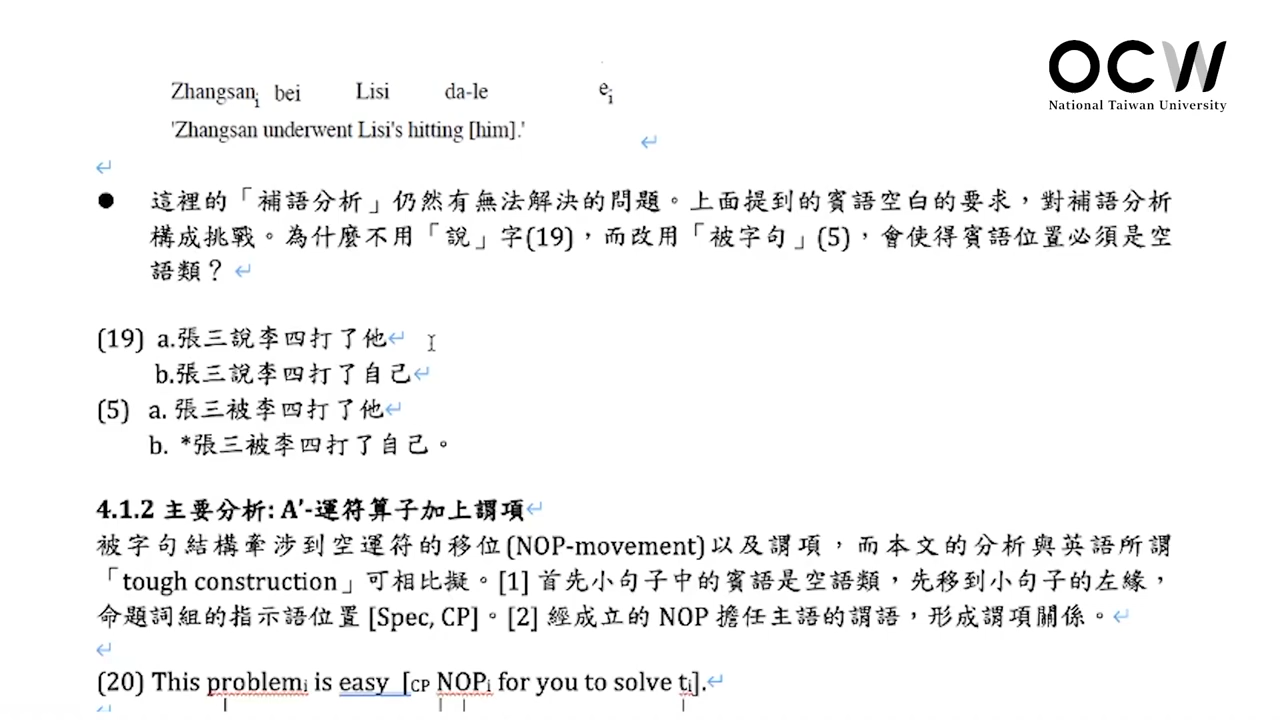 OCW
National Taiwan University
Zhangsani bei Lisi da-le ei
'Zhangsan underwent Lisi's hitting [him].'
● 這裡的「補語分析」仍然有無法解決的問題。上面提到的賓語空白的要求，對補語分析
構成挑戰。為什麼不用「說」字(19)，而改用「被字句」(5)，會使得賓語位置必須是空
語類？
(19) a.張三說李四打了他
b.張三說李四打了自己
(5) a. 張三被李四打了他
b. *張三被李四打了自己。
4.1.2 主要分析: A'-運符算子加上謂項
被字句結構牽涉到空運符的移位(NOP-movement)以及謂項，而本文的分析與英語所謂
「tough construction」可相比擬。[1] 首先小句子中的賓語是空語類，先移到小句子的左緣，
命題詞組的指示語位置 [Spec, CP]。[2] 經成立的 NOP 擔任主語的謂語，形成謂項關係。
(20) This problemi is easy [CP NOPi for you to solve ti].